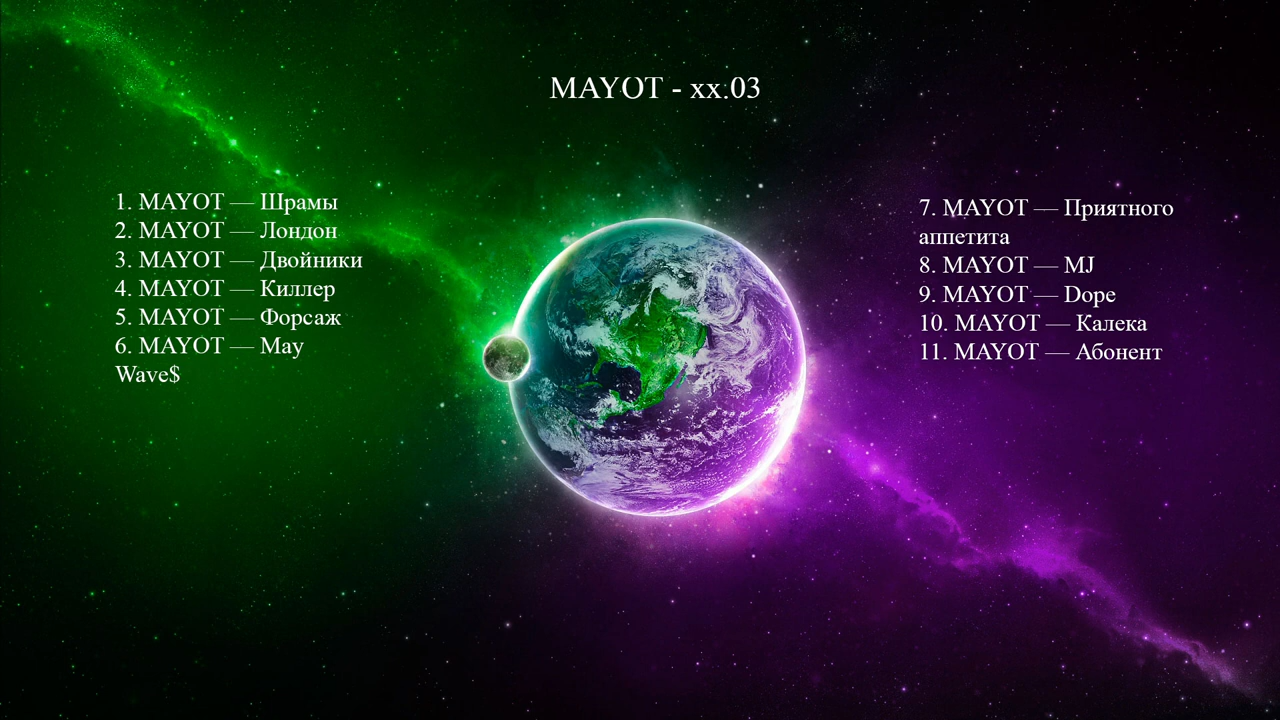 MAYOT - xx.03
1. MAYOT — Шрамы
2. MAYOT — Лондон
3. MAYOT — Двойники
4. MAYOT — Киллер
5. MAYOT — Форсаж
6. MAYOT — May
Wave$
7. MAYOT — Приятного
аппетита
8. MAYOT — MJ
9. MAYOT — Dope
10. MAYOT — Калека
11. MAYOT — Абонент